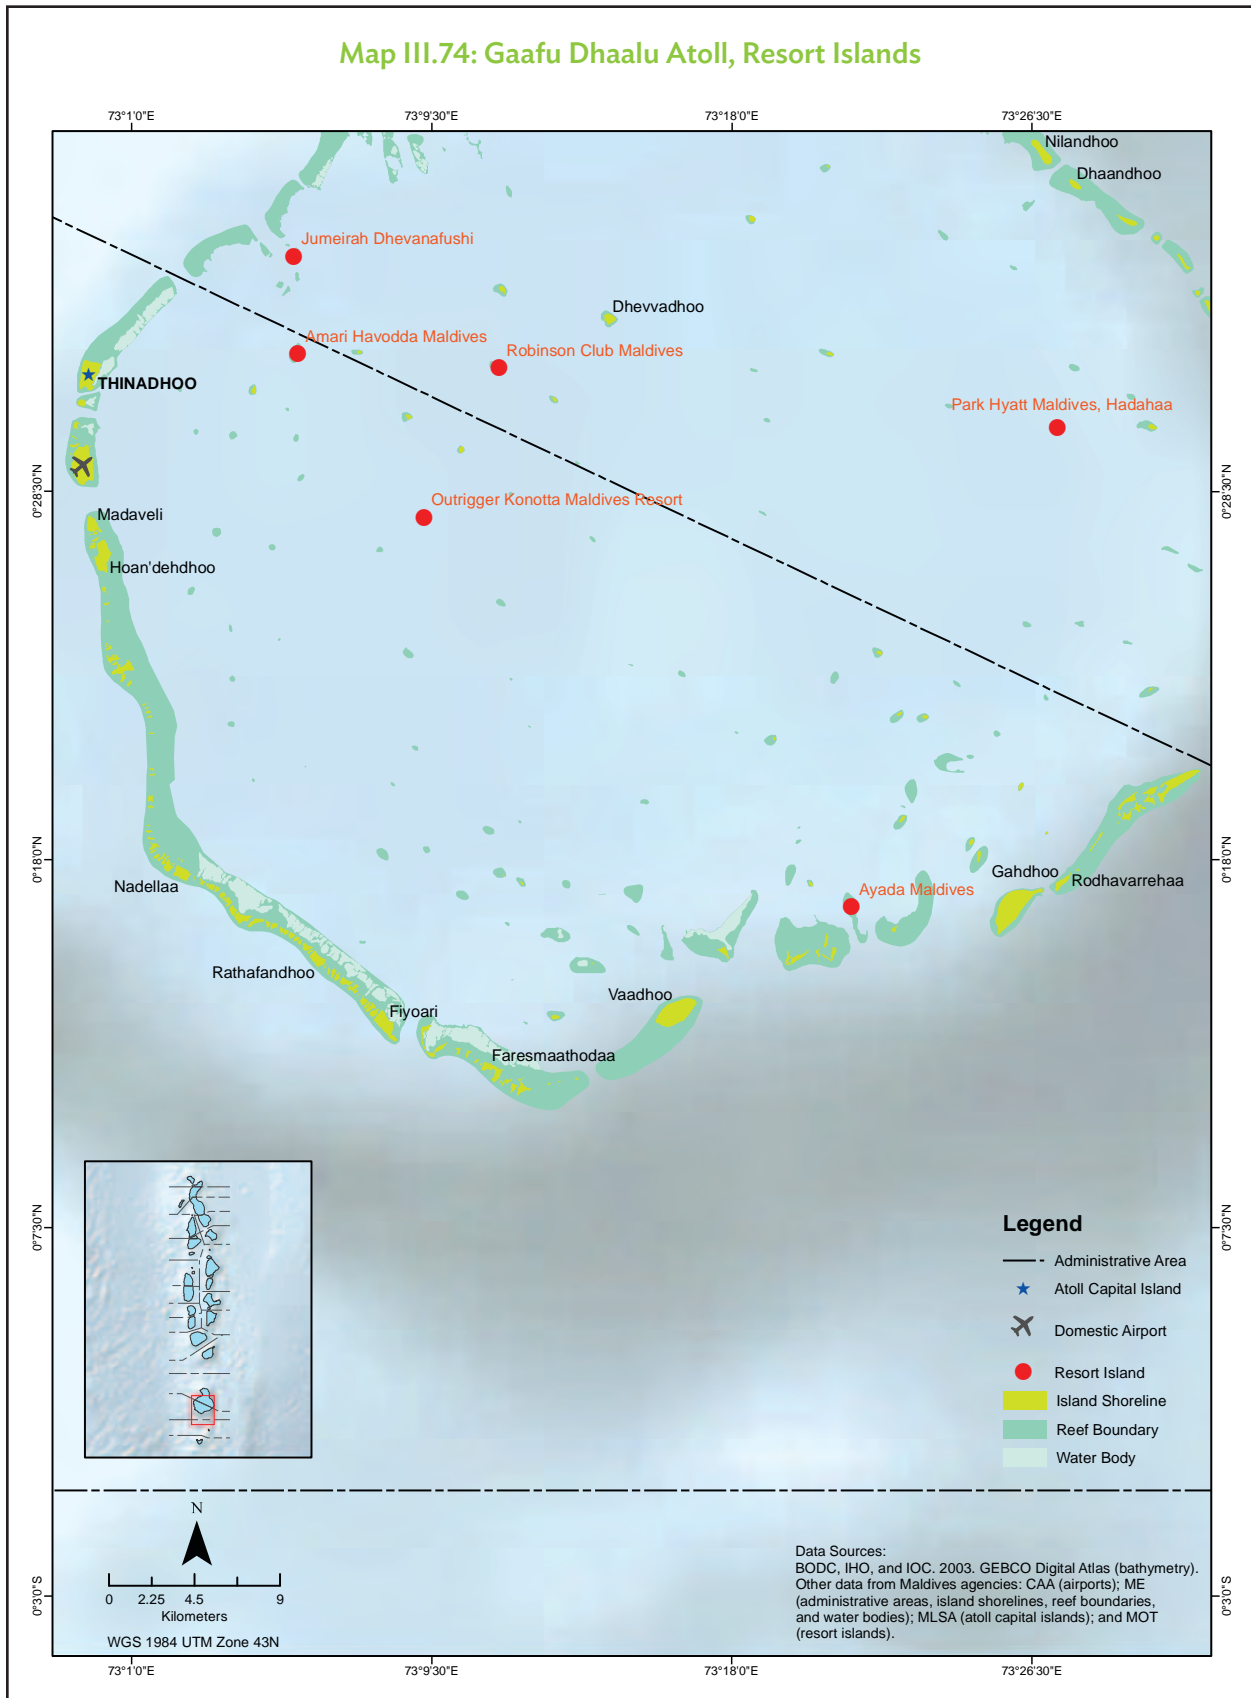 Map III.74: Gaafu Dhaalu Atoll, Resort Islands
73°1'0"E
73°9'30"E
73°18'0"E
73°26'30"E
Nilandhoo
Dhaandhoo
Jumeirah Dhevanafushi
Dhevvadhoo
Amari Havodda Maldives
Robinson Club Maldives
THINADHOO
Park Hyatt Maldives, Hadahaa
0°28'30"N
0°28'30"N
Outrigger Konotta Maldives Resort
Madaveli
Hoan'dehdhoo
0°18'0"N
0°18'0"N
Gahdhoo
Rodhavarrehaa
Nadellaa
Ayada Maldives
Rathafandhoo
Vaadhoo
Fiyoari
Faresmaathodaa
0°7'30"N
0°7'30"N
Legend
Administrative Area
Atoll Capital Island
Domestic Airport
Resort Island
Island Shoreline
Reef Boundary
Water Body
N
0 2.25 4.5 9
Kilometers
WGS 1984 UTM Zone 43N
Data Sources:
BODC, IHO, and IOC. 2003. GEBCO Digital Atlas (bathymetry).
Other data from Maldives agencies: CAA (airports); ME
(administrative areas, island shorelines, reef boundaries,
and water bodies); MLSA (atoll capital islands); and MOT
(resort islands).
0°3'0"S
0°3'0"S
73°1'0"E
73°9'30"E
73°18'0"E
73°26'30"E